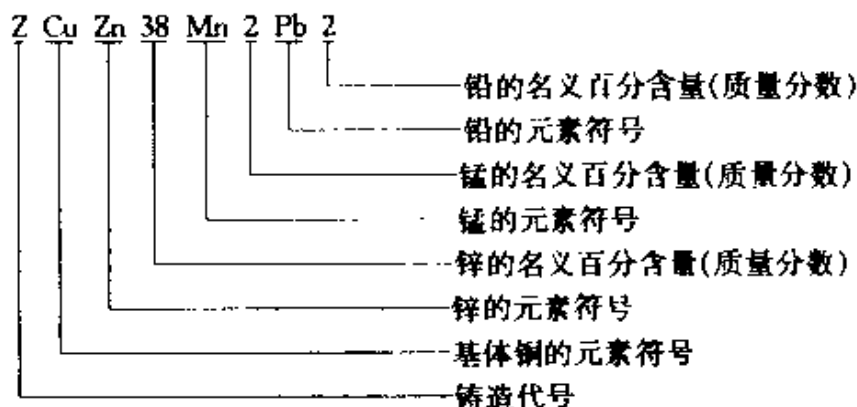 Z Cu Zn 38 Mn 2 Pb 2
铅的名义百分含量(质量分数)
铅的元素符号
锰的名义百分含量(质量分数)
锰的元素符号
锌的名义百分含量(质量分数)
锌的元素符号
基体铜的元素符号
铸造代号